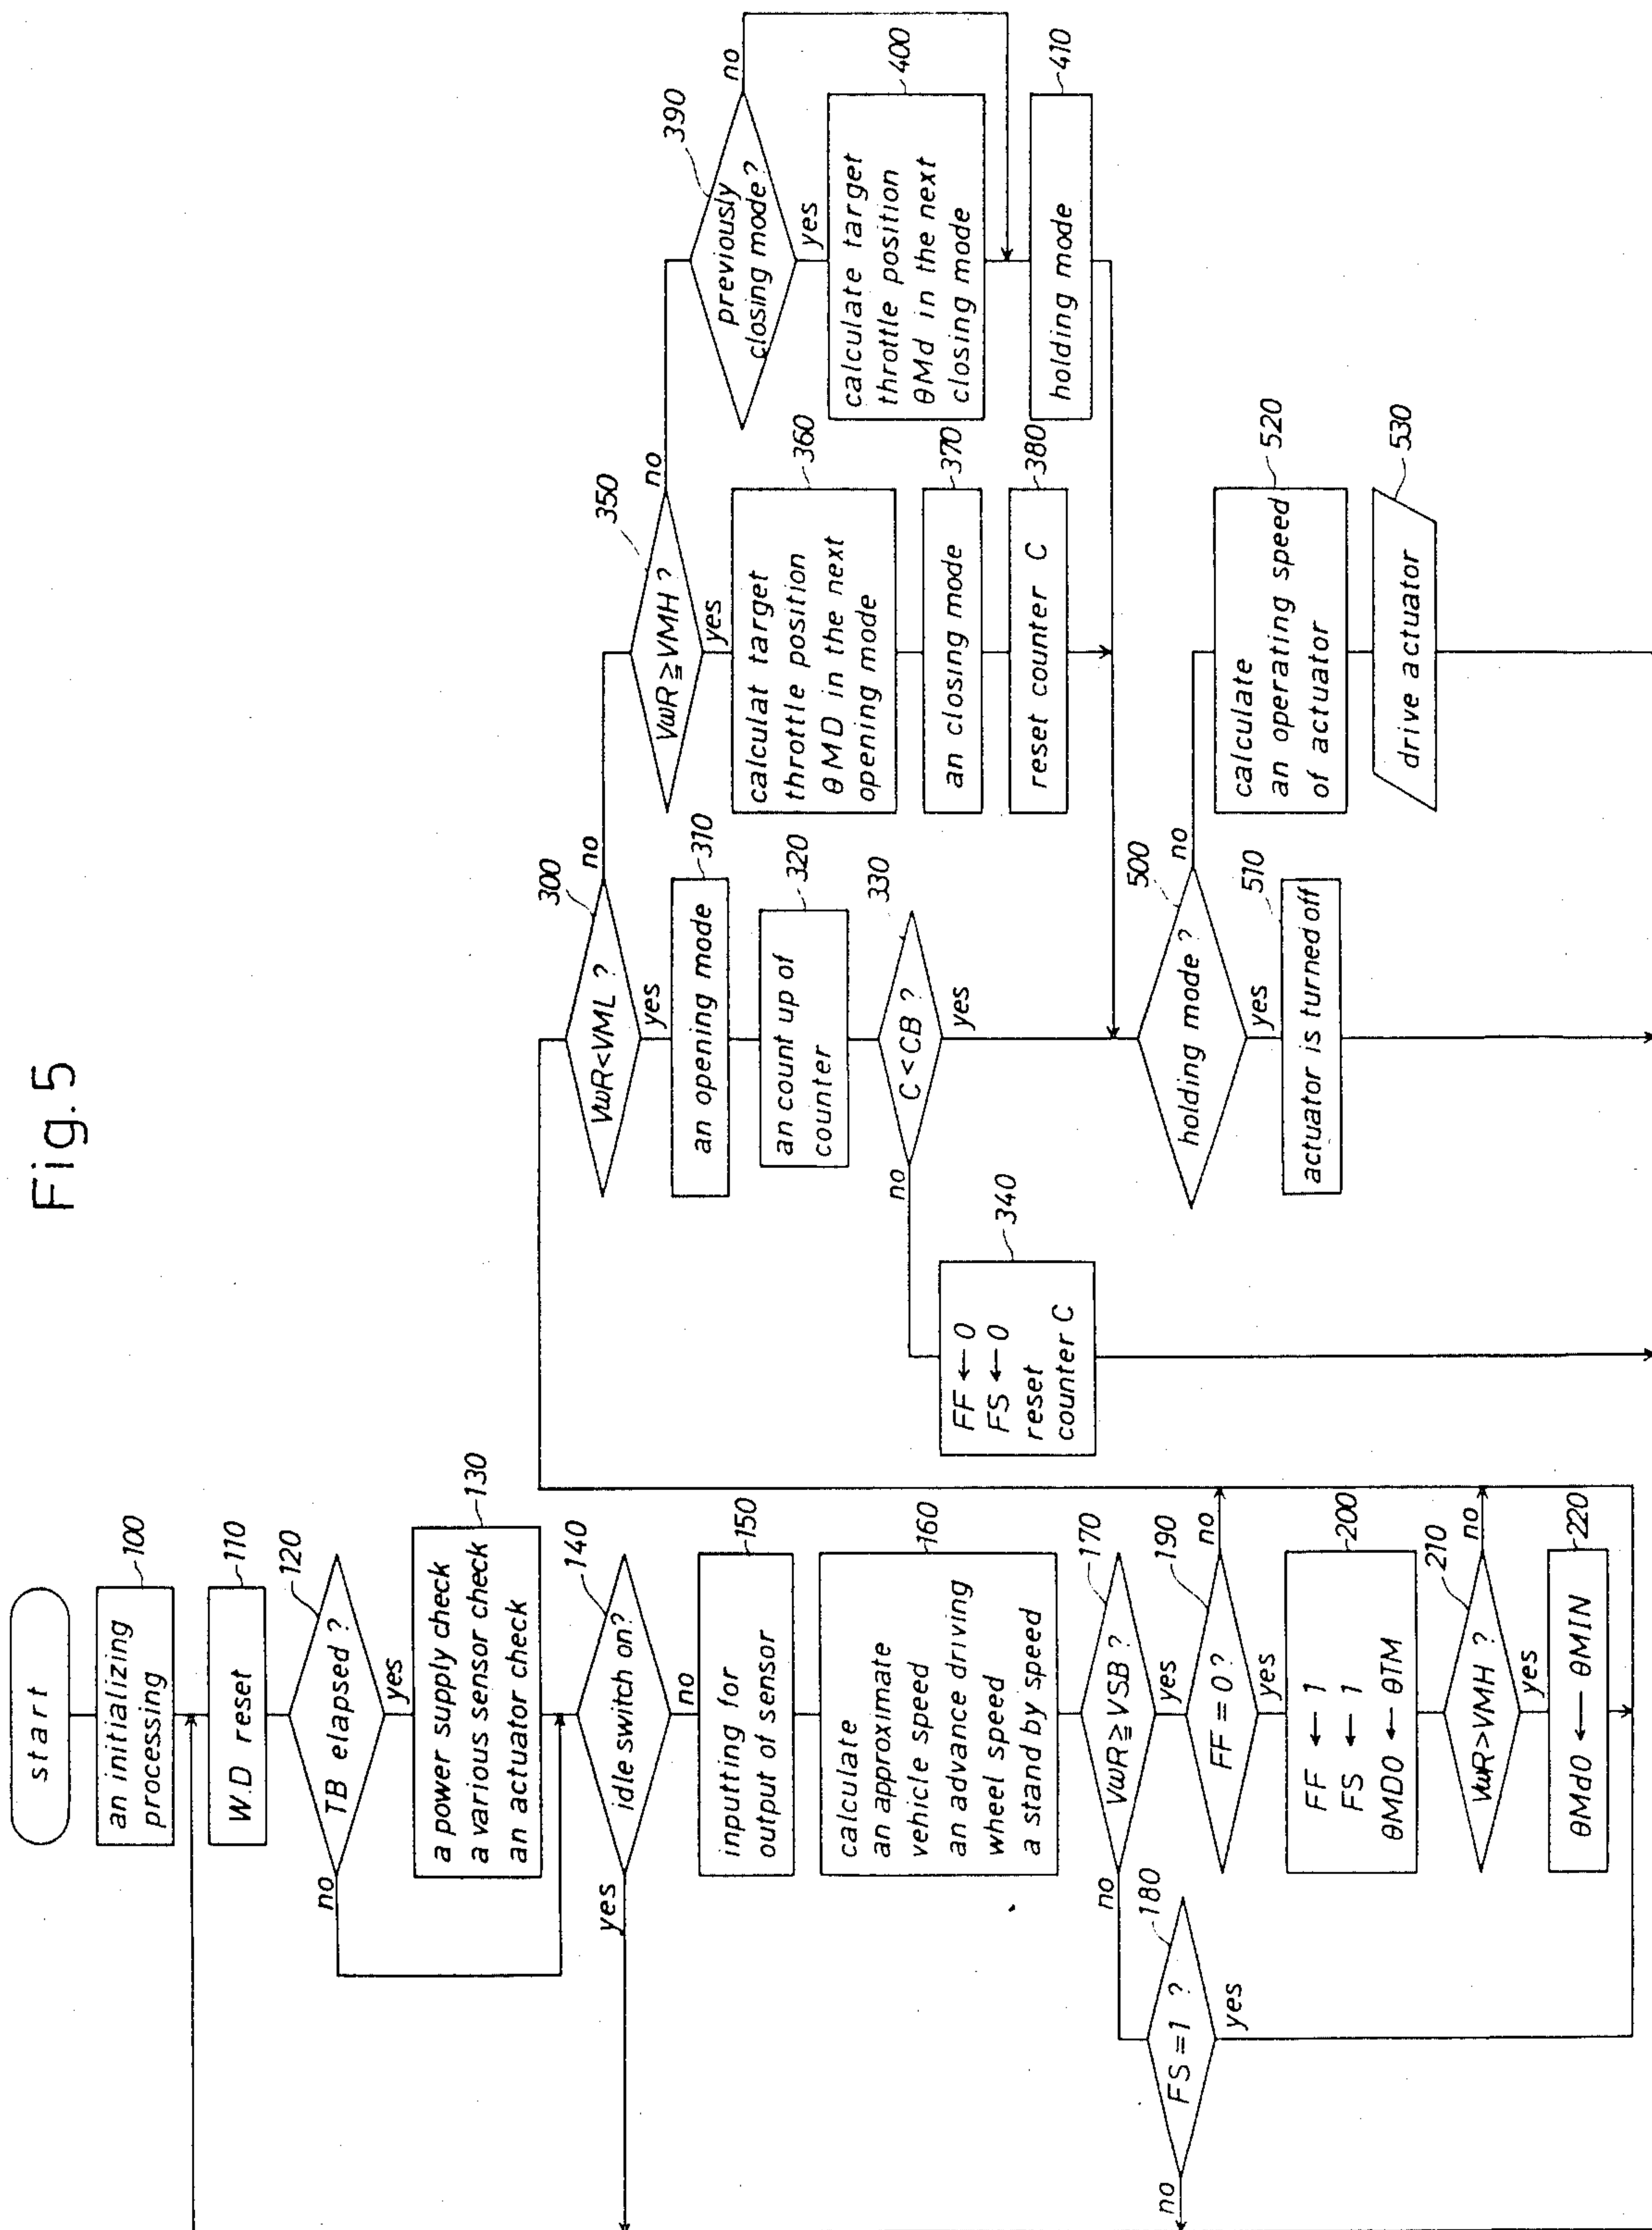 Fig.5
start
100
an initializing
processing
110
W.D reset
120
TB elapsed ?
no
yes
130
a power supply check
a various sensor check
an actuator check
140
idle switch on?
yes
no
150
inputting for
output of sensor
160
calculate
an approximate
vehicle speed
an advance driving
wheel speed
a stand by speed
170
VwR≧VSB ?
no
yes
180
FS=1 ?
no
yes
190
FF=0 ?
no
yes
200
FF ← 1
FS ← 1
θMD0 ← θTM
210
VwR>VMH ?
no
yes
220
θMd0 ← θMIN
300
VwR<VML ?
no
yes
310
an opening mode
320
an count up of
counter
330
C<CB ?
no
yes
340
FF ← 0
FS ← 0
reset
counter C
350
VwR≧VMH ?
no
yes
360
calculat target
throttle position
θMD in the next
opening mode
370
an closing mode
380
reset counter C
390
previously
closing mode ?
no
yes
400
calculate target
throttle position
θMd in the next
closing mode
410
holding mode
500
holding mode ?
no
yes
510
actuator is turned off
520
calculate
an operating speed
of actuator
530
drive actuator